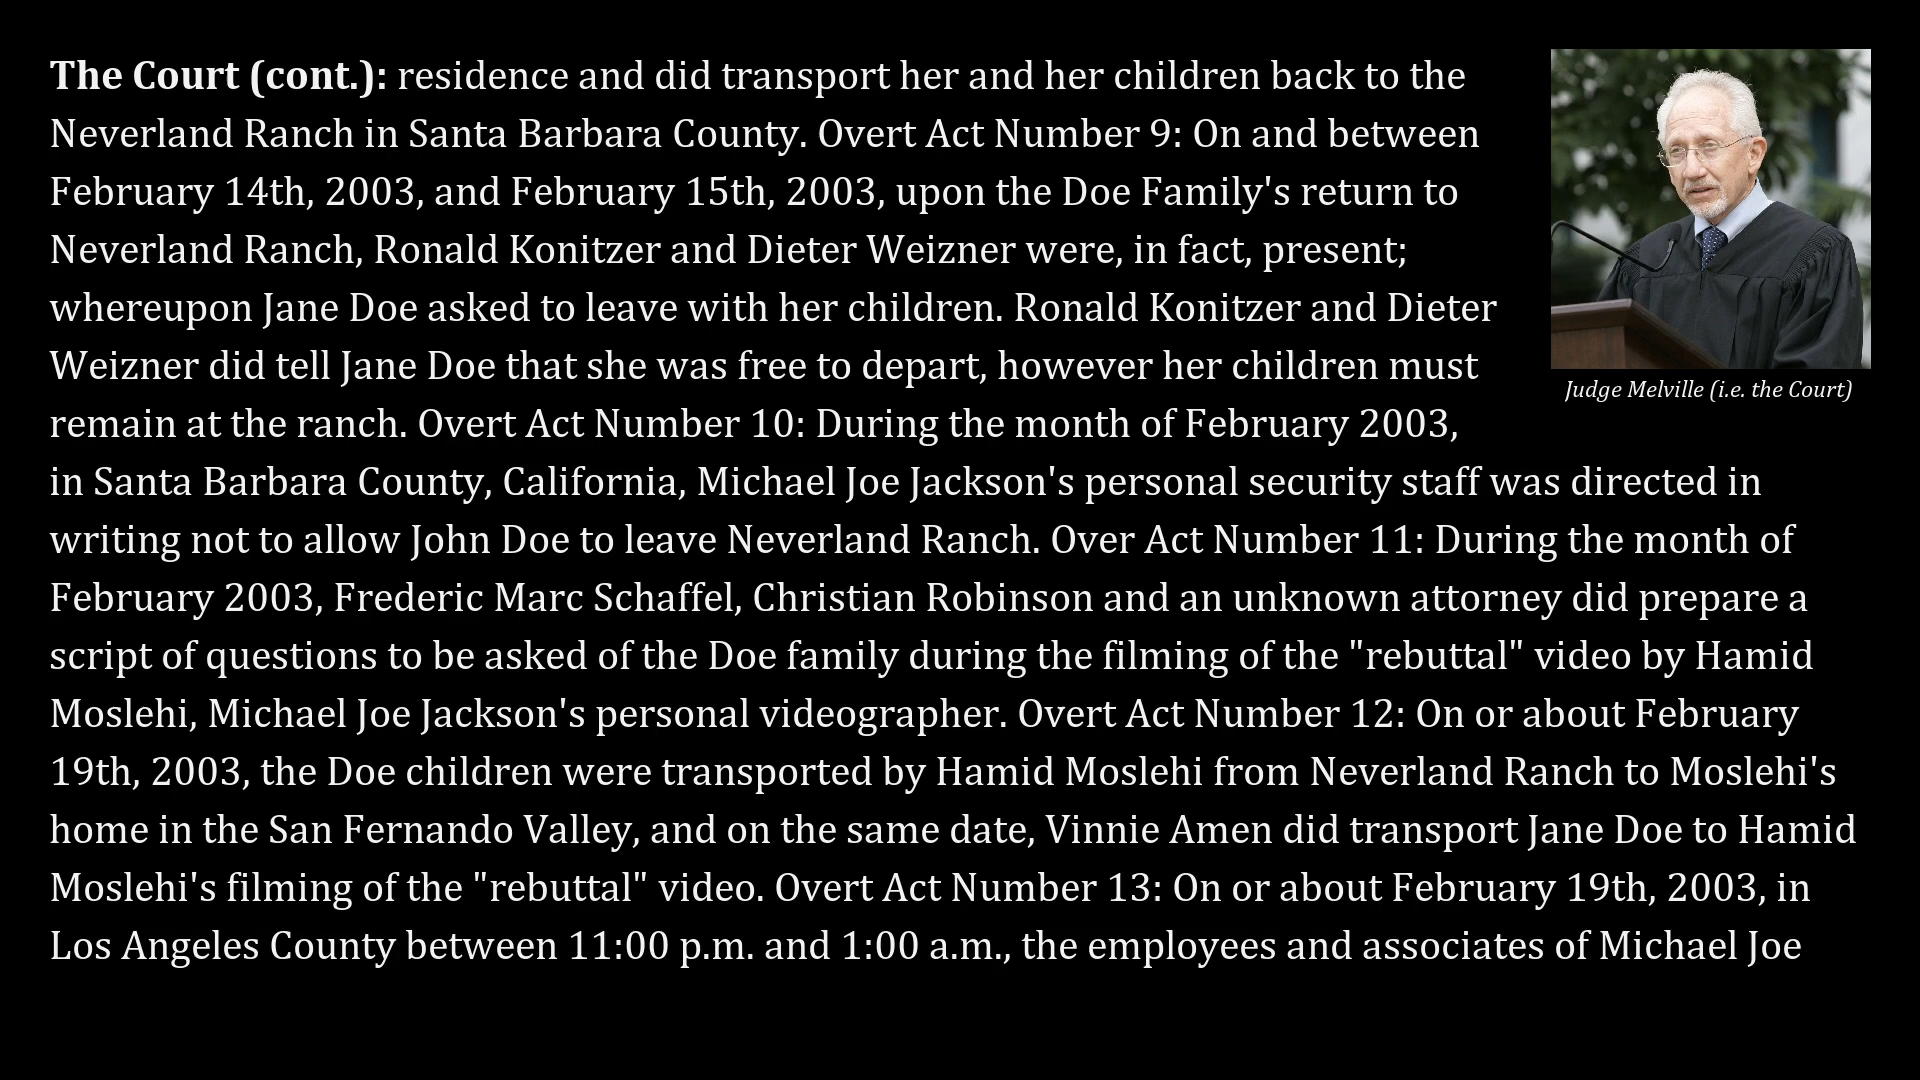 The Court (cont.): residence and did transport her and her children back to the
Neverland Ranch in Santa Barbara County. Overt Act Number 9: On and between
February 14th, 2003, and February 15th, 2003, upon the Doe Family's return to
Neverland Ranch, Ronald Konitzer and Dieter Weizner were, in fact, present;
whereupon Jane Doe asked to leave with her children. Ronald Konitzer and Dieter
Weizner did tell Jane Doe that she was free to depart, however her children must
remain at the ranch. Overt Act Number 10: During the month of February 2003,
in Santa Barbara County, California, Michael Joe Jackson's personal security staff was directed in
writing not to allow John Doe to leave Neverland Ranch. Over Act Number 11: During the month of
February 2003, Frederic Marc Schaffel, Christian Robinson and an unknown attorney did prepare a
script of questions to be asked of the Doe family during the filming of the "rebuttal" video by Hamid
Moslehi, Michael Joe Jackson's personal videographer. Overt Act Number 12: On or about February
19th, 2003, the Doe children were transported by Hamid Moslehi from Neverland Ranch to Moslehi's
home in the San Fernando Valley, and on the same date, Vinnie Amen did transport Jane Doe to Hamid
Moslehi's filming of the "rebuttal" video. Overt Act Number 13: On or about February 19th, 2003, in
Los Angeles County between 11:00 p.m. and 1:00 a.m., the employees and associates of Michael Joe
Judge Melville (i.e. the Court)